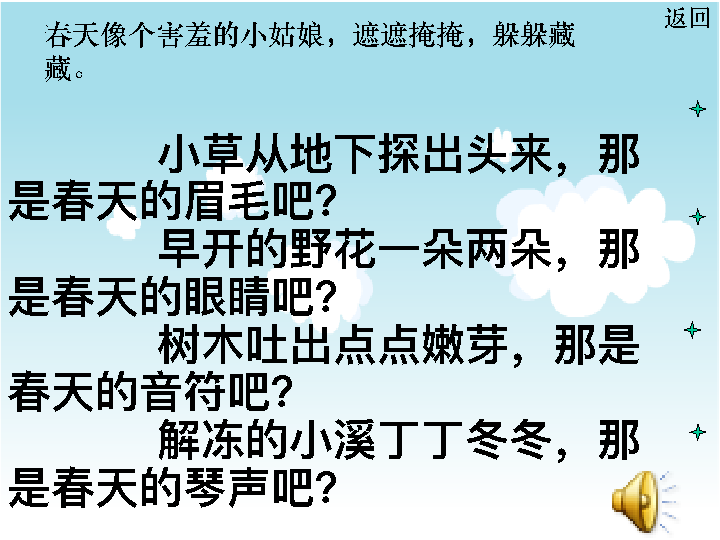 返回
春天像个害羞的小姑娘，遮遮掩掩，躲躲藏
藏。
小草从地下探出头来，那
是春天的眉毛吧？
早开的野花一朵两朵，那
是春天的眼睛吧？
树木吐出点点嫩芽，那是
春天的音符吧？
解冻的小溪丁丁冬冬，那
是春天的琴声吧？